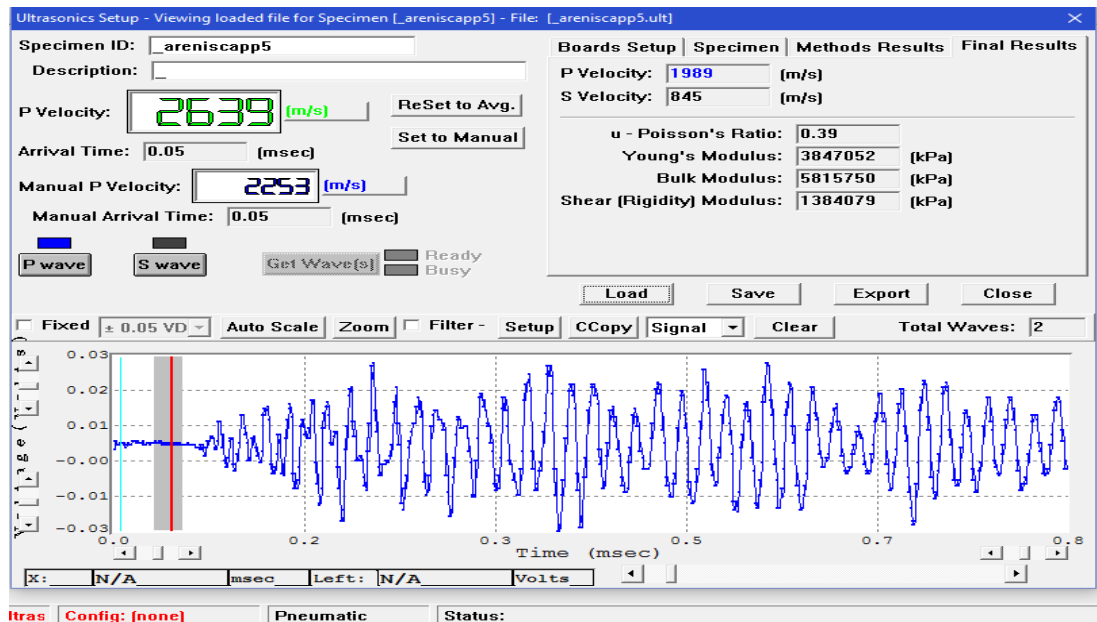 Ultrasonics Setup - Viewing loaded file for Specimen [_areniscapp5] - File: [_areniscapp5.ult]
Specimen ID: _areniscapp5
Description: _
P Velocity: 2639 (m/s)
ReSet to Avg.
Set to Manual
Arrival Time: 0.05 (msec)
Manual P Velocity: 2253 (m/s)
Manual Arrival Time: 0.05 (msec)
P wave S wave Get Wave(s) Ready
Busy
Boards Setup Specimen Methods Results Final Results
P Velocity: 1989 (m/s)
S Velocity: 845 (m/s)
u - Poisson's Ratio: 0.39
Young's Modulus: 3847052 (kPa)
Bulk Modulus: 5815750 (kPa)
Shear (Rigidity) Modulus: 1384079 (kPa)
Load Save Export Close
Fixed ± 0.05 VD Auto Scale Zoom Filter - Setup CCopy Signal Clear Total Waves: 2
0.03
0.02
0.01
-0.00
-0.01
-0.03
0.0 0.2 0.3 0.5 0.7 0.8
Time (msec)
X: N/A msec Left: N/A Volts
ltras Config: (none) Pneumatic Status: